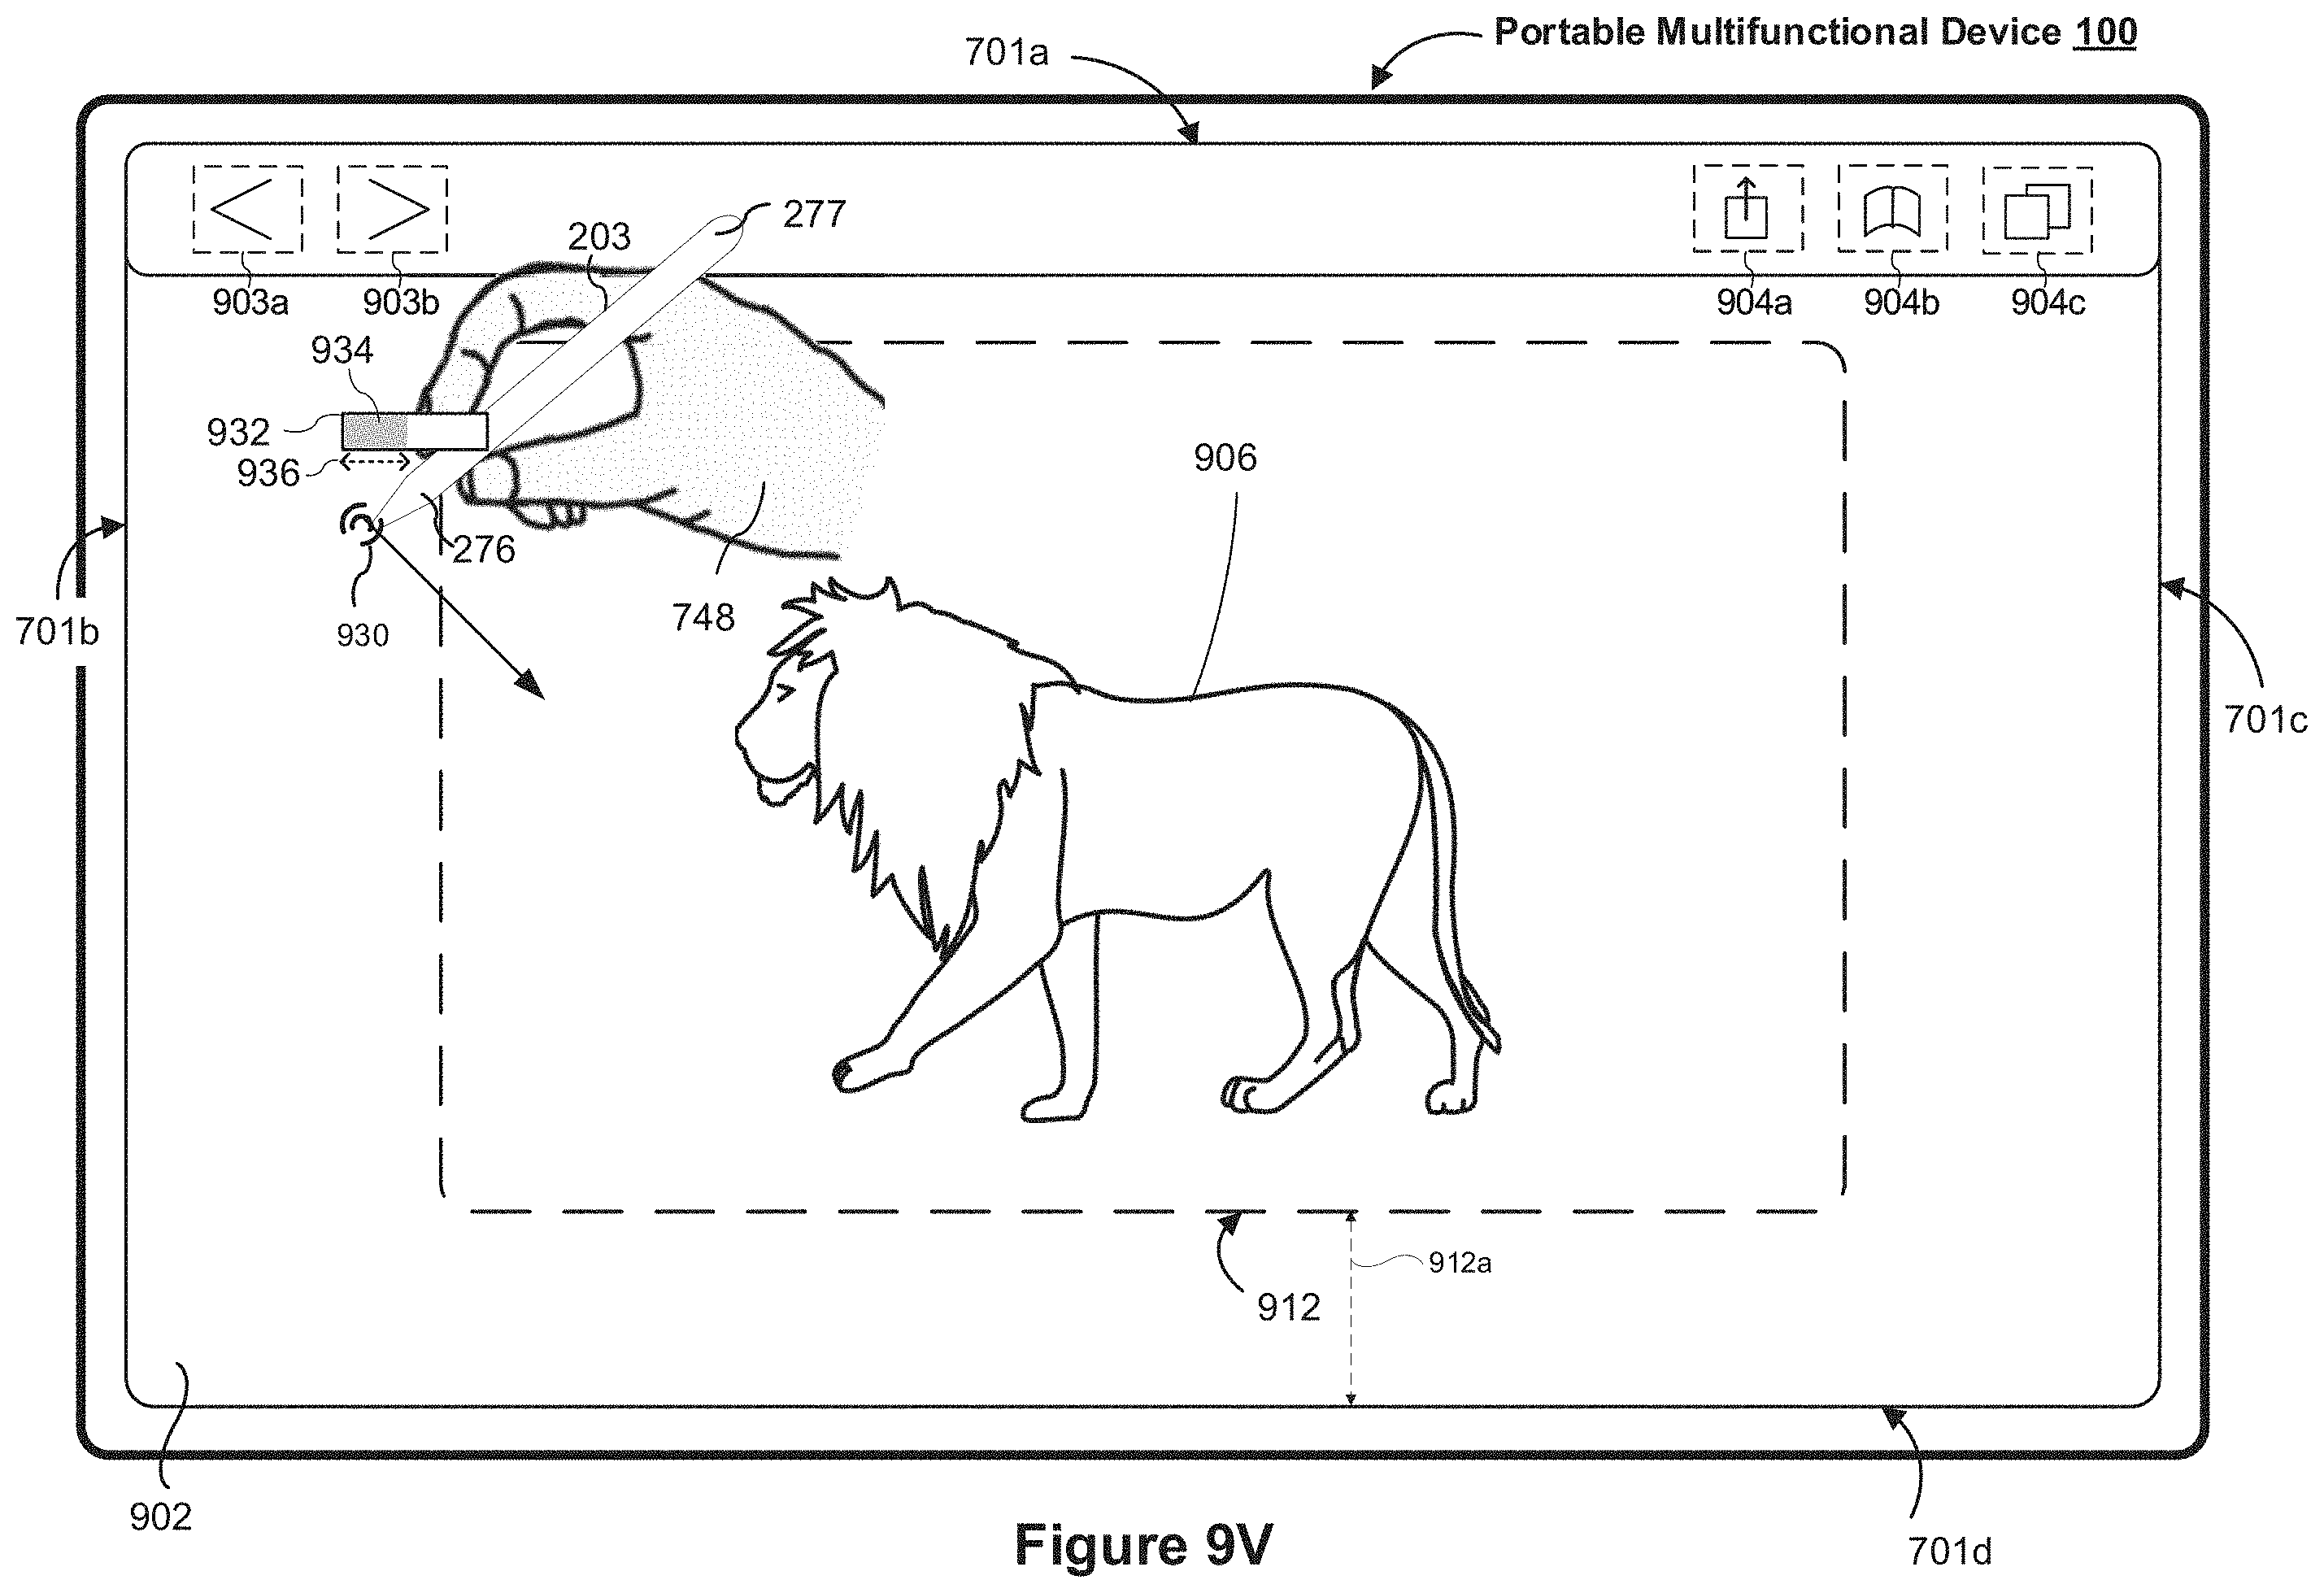 Portable Multifunctional Device 100
701a
277
203
903a
903b
904a
904b
904c
934
932
936
906
276
748
930
701b
701c
912a
912
902
Figure 9V
701d